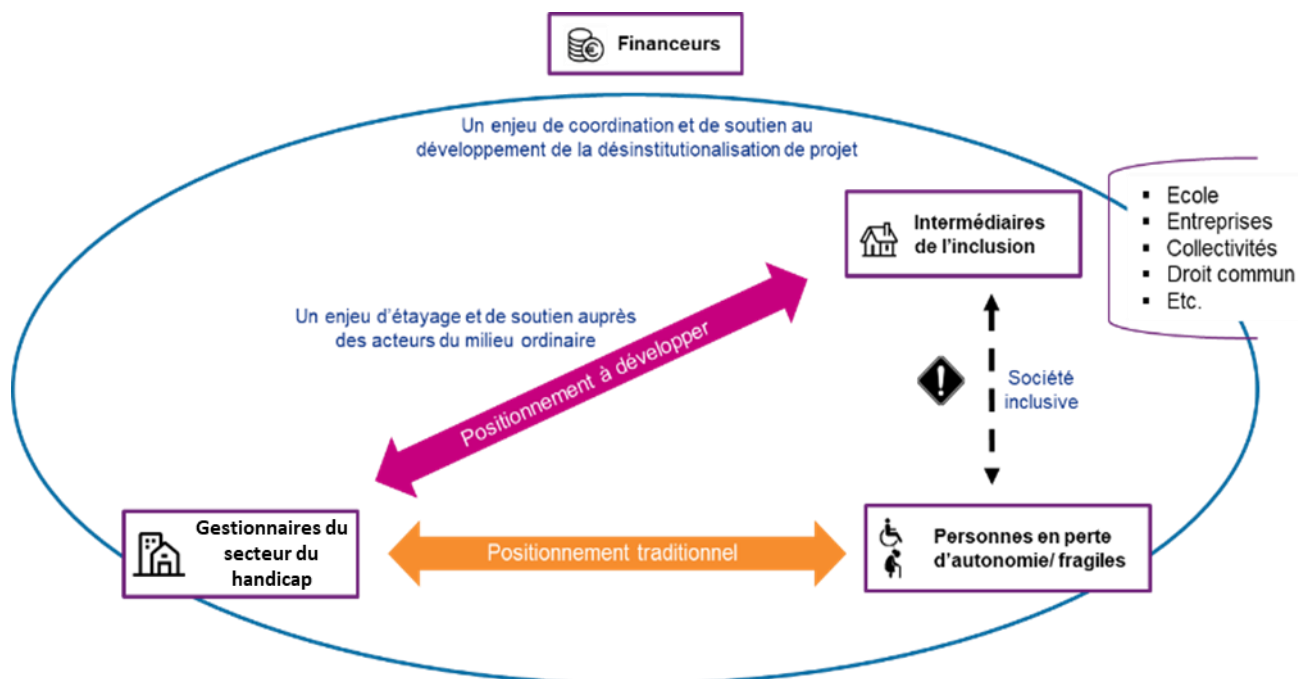 Financeurs
Un enjeu de coordination et de soutien au
développement de la désinstitutionalisation de projet
▪ Ecole
▪ Entreprises
▪ Collectivités
▪ Droit commun
▪ Etc.
Intermédiaires
de l'inclusion
Un enjeu d'étayage et de soutien auprès
des acteurs du milieu ordinaire
Positionnement à développer
Société
inclusive
Gestionnaires du
secteur du
handicap
Positionnement traditionnel
Personnes en perte
d'autonomie/ fragiles